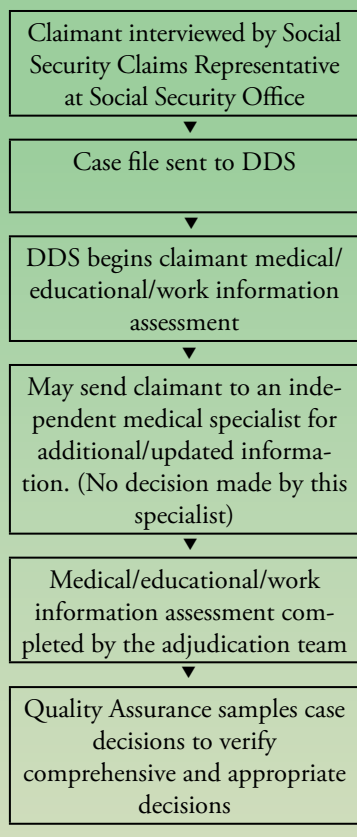 Claimant interviewed by Social
Security Claims Representative
at Social Security Office
Case file sent to DDS
DDS begins claimant medical/
educational/work information
assessment
May send claimant to an inde-
pendent medical specialist for
additional/updated informa-
tion. (No decision made by this
specialist)
Medical/educational/work
information assessment com-
pleted by the adjudication team
Quality Assurance samples case
decisions to verify
comprehensive and appropriate
decisions